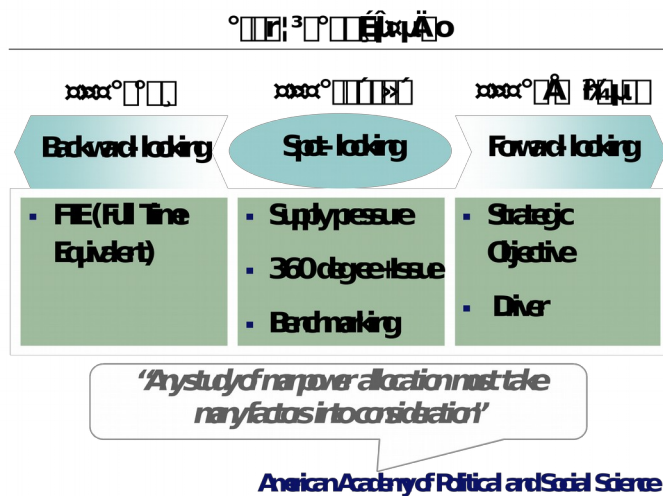 Backward-looking
Spot-looking
Forward-looking
▪ FTE (Full Time
Equivalent)
▪ Supply pressure
▪ 360 degree+Issue
▪ Benchmarking
▪ Strategic
Objective
▪ Driver
“Any study of manpower allocation must take
many factors into consideration”
American Academy of Political and Social Science